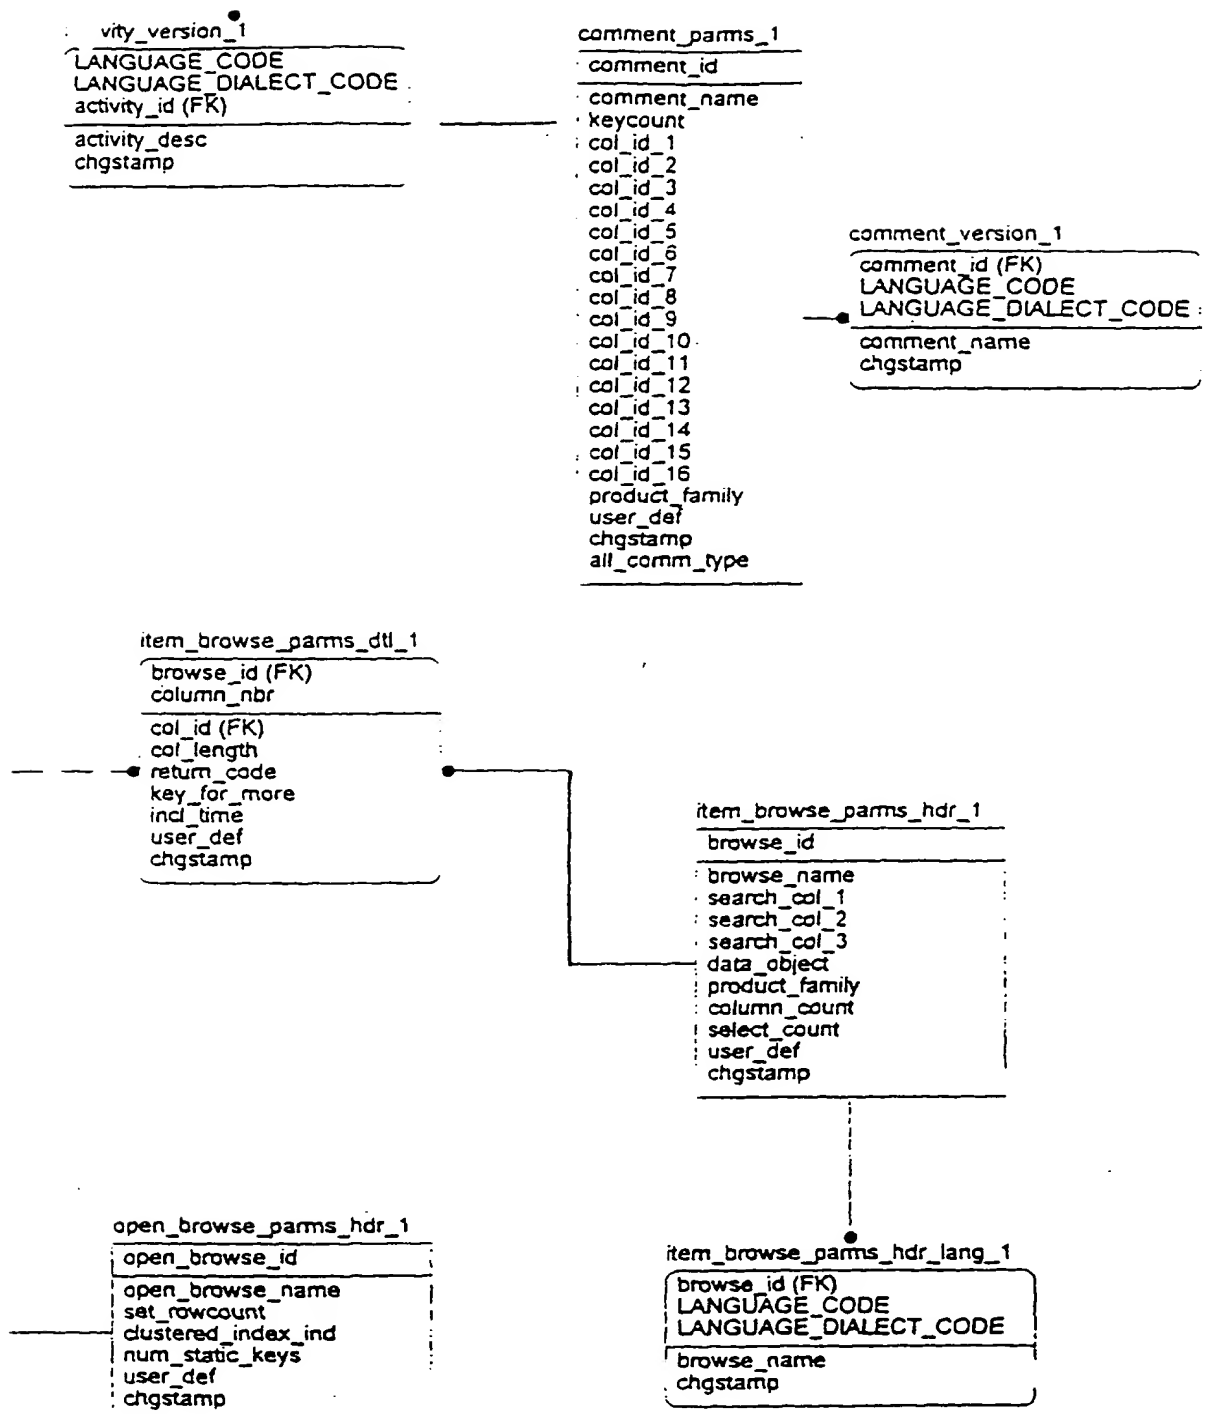 vity_version_1
LANGUAGE_CODE
LANGUAGE_DIALECT_CODE
activity_id (FK)
activity_desc
chgstamp
comment_parms_1
comment_id
comment_name
keycount
col_id_1
col_id_2
col_id_3
col_id_4
col_id_5
col_id_6
col_id_7
col_id_8
col_id_9
col_id_10
col_id_11
col_id_12
col_id_13
col_id_14
col_id_15
col_id_16
product_family
user_def
chgstamp
all_comm_type
comment_version_1
comment_id (FK)
LANGUAGE_CODE
LANGUAGE_DIALECT_CODE
comment_name
chgstamp
item_browse_parms_dtl_1
browse_id (FK)
column_nbr
col_id (FK)
col_length
return_code
key_for_more
incl_time
user_def
chgstamp
item_browse_parms_hdr_1
browse_id
browse_name
search_col_1
search_col_2
search_col_3
data_object
product_family
column_count
select_count
user_def
chgstamp
open_browse_parms_hdr_1
open_browse_id
open_browse_name
set_rowcount
clustered_index_ind
num_static_keys
user_def
chgstamp
item_browse_parms_hdr_lang_1
browse_id (FK)
LANGUAGE_CODE
LANGUAGE_DIALECT_CODE
browse_name
chgstamp